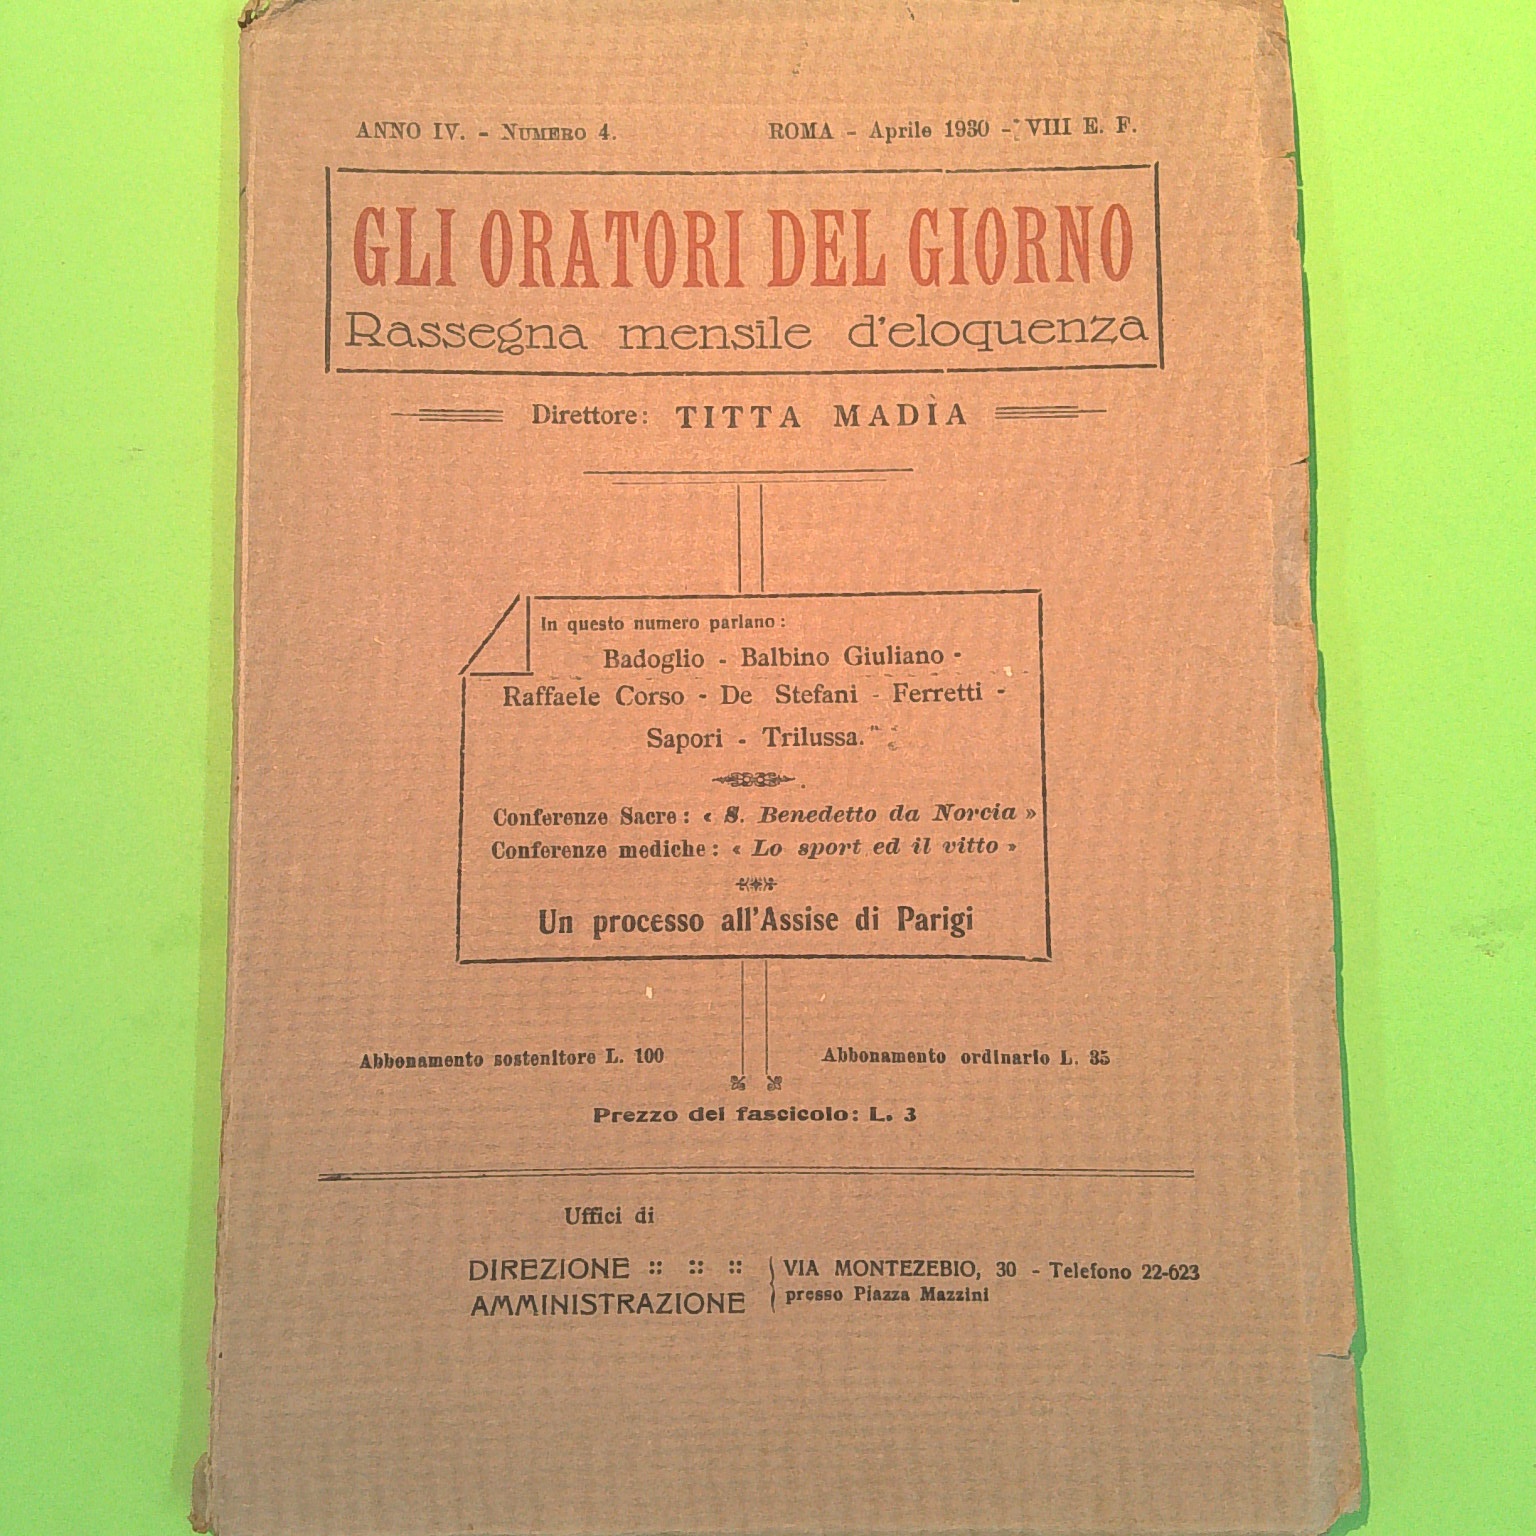 ANNO IV. - NUMERO 4.
ROMA - Aprile 1930 - VIII E. F.
GLI ORATORI DEL GIORNO
Rassegna mensile d'eloquenza
Direttore: TITTA MADÌA
In questo numero parlano:
Badoglio - Balbino Giuliano -
Raffaele Corso - De Stefani - Ferretti -
Sapori - Trilussa.
Conferenze Sacre: « S. Benedetto da Norcia »
Conferenze mediche: « Lo sport ed il vitto »
Un processo all'Assise di Parigi
Abbonamento sostenitore L. 100
Abbonamento ordinario L. 35
Prezzo del fascicolo: L. 3
Uffici di
DIREZIONE :: :: ::
AMMINISTRAZIONE
VIA MONTEZEBIO, 30 - Telefono 22-623
presso Piazza Mazzini